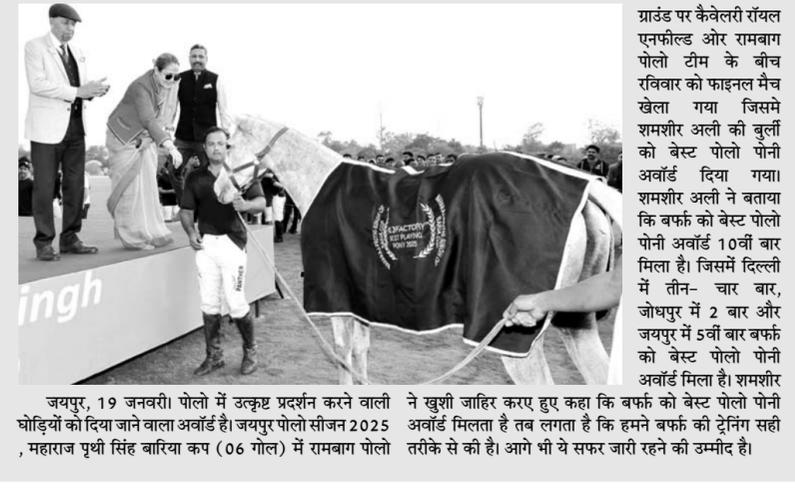 ingh
PANTHER
EJFACTORY
BEST PLAYING
PONY 2025
जयपुर, 19 जनवरी। पोलो में उत्कृष्ट प्रदर्शन करने वाली
घोड़ियों को दिया जाने वाला अवॉर्ड है। जयपुर पोलो सीजन 2025
, महाराज पृथी सिंह बारिया कप (06 गोल) में रामबाग पोलो
ग्राउंड पर कैवेलरी रॉयल
एनफील्ड ओर रामबाग
पोलो टीम के बीच
रविवार को फाइनल मैच
खेला गया जिसमे
शमशीर अली की बुर्ली
को बेस्ट पोलो पोनी
अवॉर्ड दिया गया।
शमशीर अली ने बताया
कि बर्फ्फ को बेस्ट पोलो
पोनी अवॉर्ड 10वीं बार
मिला है। जिसमें दिल्ली
में तीन- चार बार,
जोधपुर में 2 बार और
जयपुर में 5वीं बार बर्फ्फ
को बेस्ट पोलो पोनी
अवॉर्ड मिला है। शमशीर
ने खुशी जाहिर करए हुए कहा कि बर्फ्फ को बेस्ट पोलो पोनी
अवॉर्ड मिलता है तब लगता है कि हमने बर्फ्फ की ट्रेनिंग सही
तरीके से की है। आगे भी ये सफर जारी रहने की उम्मीद है।